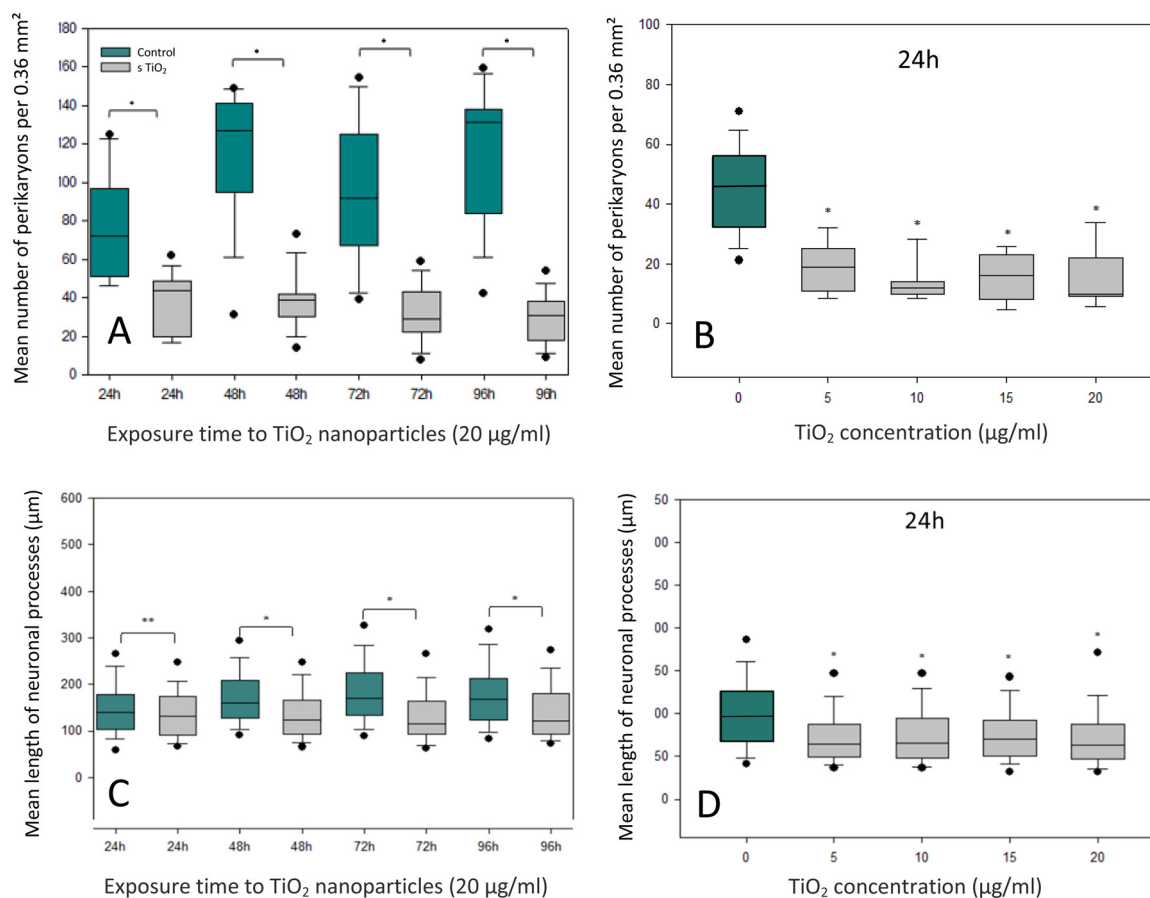 Mean number of perikaryons per 0.36 mm²
180
160
140
120
100
80
60
40
20
0
Control
s TiO₂
*
*
*
*
A
24h
24h
48h
48h
72h
72h
96h
96h
Exposure time to TiO₂ nanoparticles (20 µg/ml)
Mean number of perikaryons per 0.36 mm²
100
80
60
40
20
0
24h
*
*
*
*
B
0
5
10
15
20
TiO₂ concentration (µg/ml)
Mean length of neuronal processes (µm)
600
500
400
300
200
100
0
**
*
*
*
C
24h
24h
48h
48h
72h
72h
96h
96h
Exposure time to TiO₂ nanoparticles (20 µg/ml)
Mean length of neuronal processes (µm)
50
00
50
00
50
00
50
0
24h
*
*
*
*
D
0
5
10
15
20
TiO₂ concentration (µg/ml)